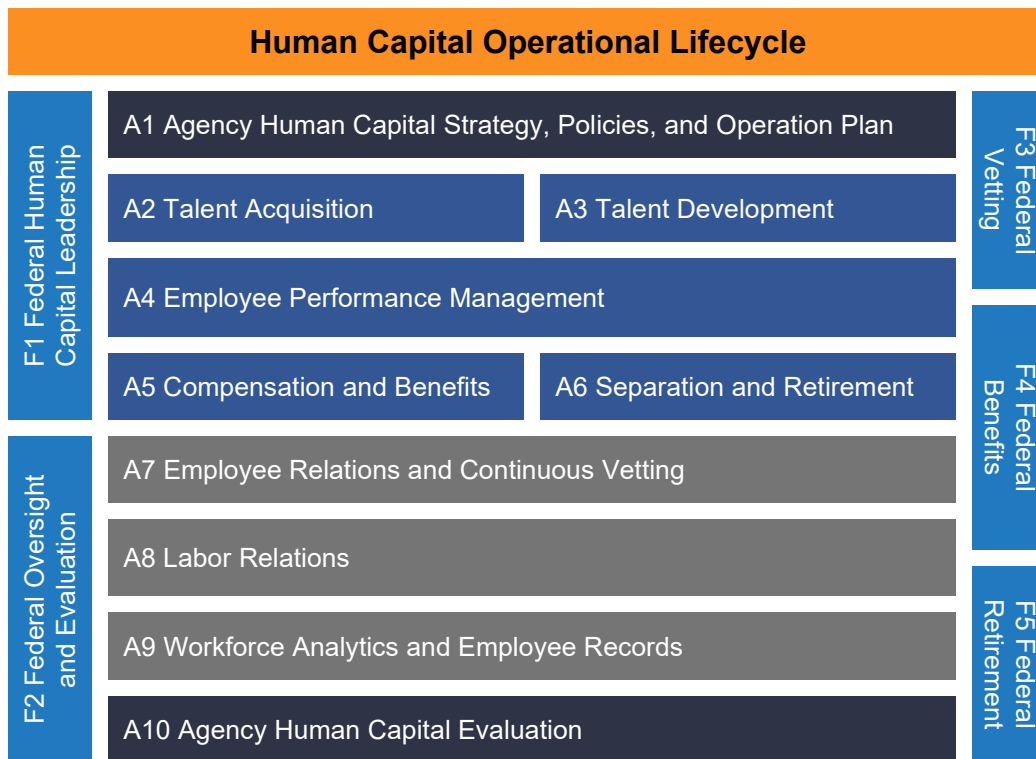 Human Capital Operational Lifecycle
F1 Federal Human
Capital Leadership
F2 Federal Oversight
and Evaluation
A1 Agency Human Capital Strategy, Policies, and Operation Plan
A2 Talent Acquisition
A3 Talent Development
A4 Employee Performance Management
A5 Compensation and Benefits
A6 Separation and Retirement
A7 Employee Relations and Continuous Vetting
A8 Labor Relations
A9 Workforce Analytics and Employee Records
A10 Agency Human Capital Evaluation
F3 Federal
Vetting
F4 Federal
Benefits
F5 Federal
Retirement